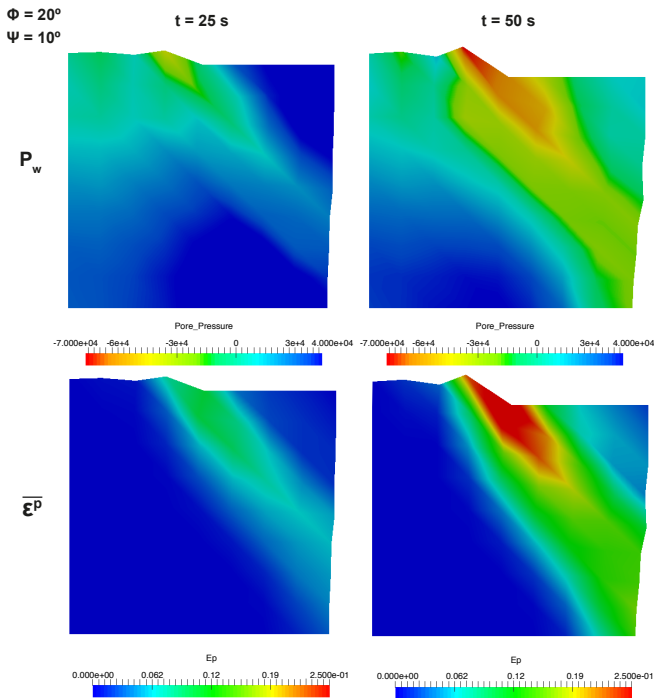 Φ = 20º
Ψ = 10º
t = 25 s
t = 50 s
P_w
Pore_Pressure
-7.000e+04 -6e+4 -3e+4 0 3e+4 4.000e+04
Pore_Pressure
-7.000e+04 -6e+4 -3e+4 0 3e+4 4.000e+04
ε̅ᵖ̅
Ep
0.000e+00 0.062 0.12 0.19 2.500e-01
Ep
0.000e+00 0.062 0.12 0.19 2.500e-01